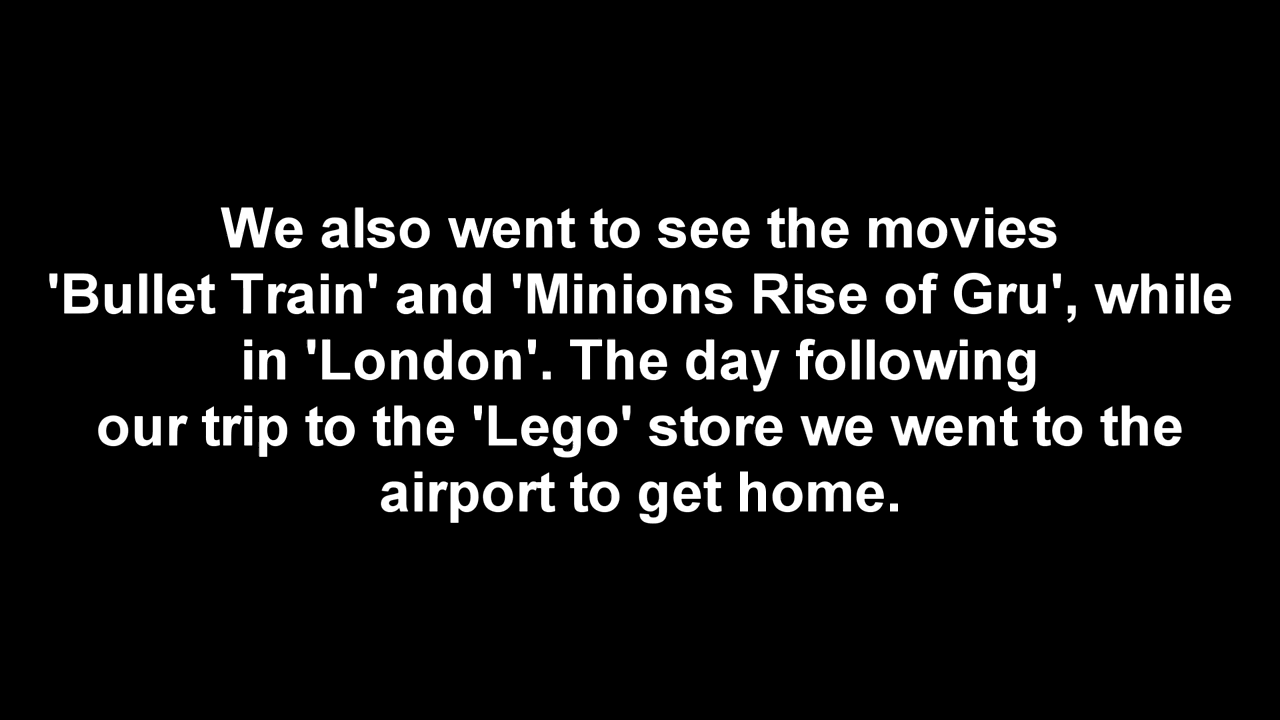 We also went to see the movies
'Bullet Train' and 'Minions Rise of Gru', while
in 'London'. The day following
our trip to the 'Lego' store we went to the
airport to get home.